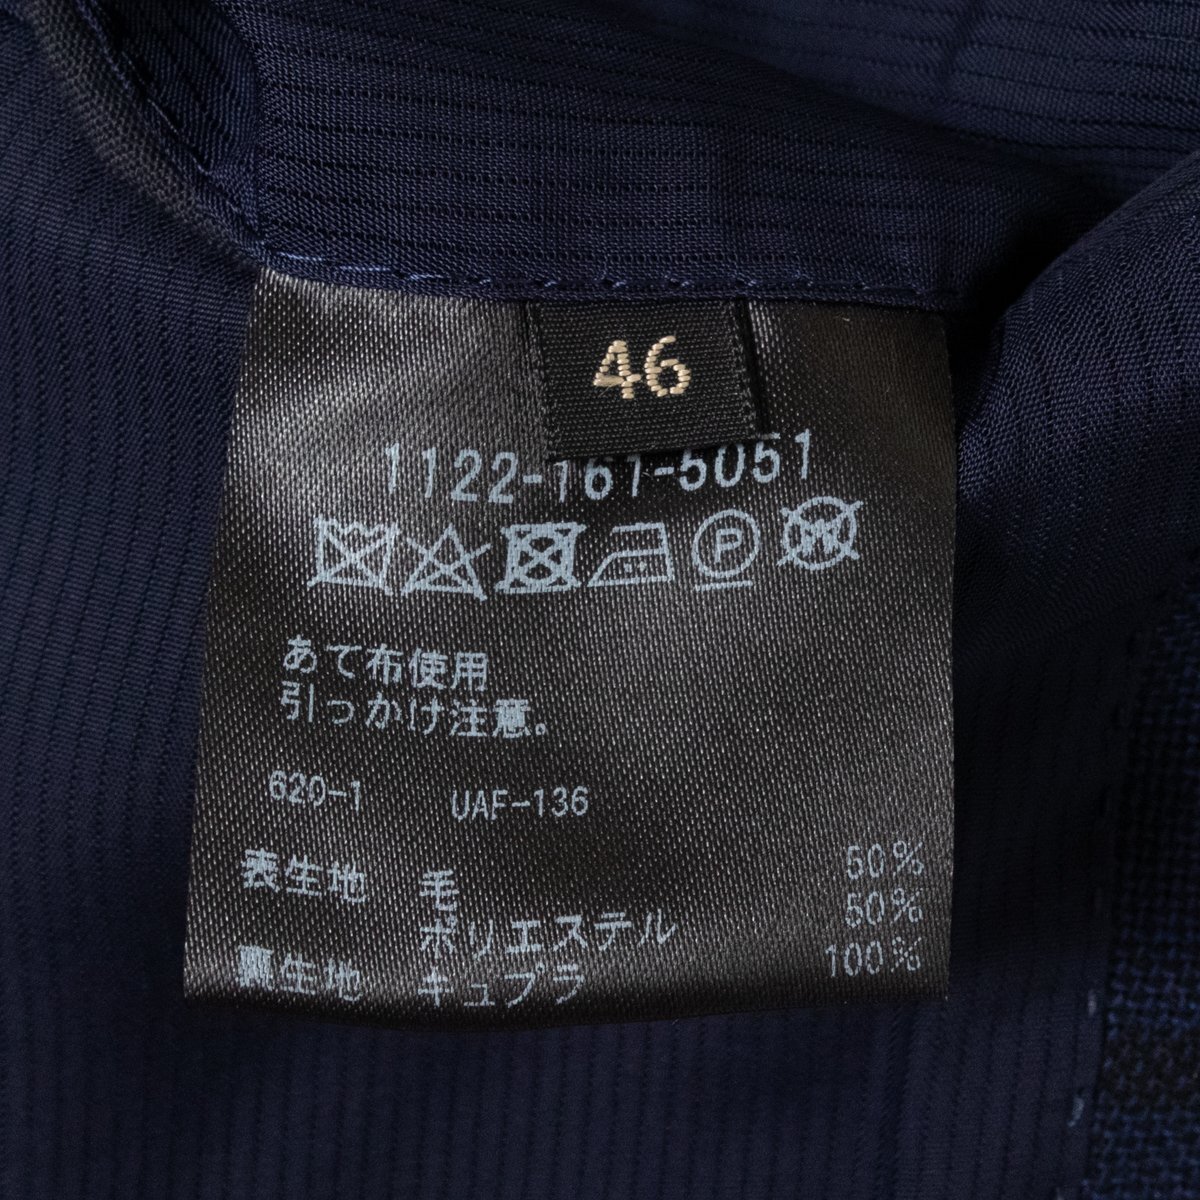 46
1122-161-5051
P
W
あて布使用
引っかけ注意。
620-1 UAF-136
表生地 毛 50%
ポリエステル 50%
裏生地 キュプラ 100%